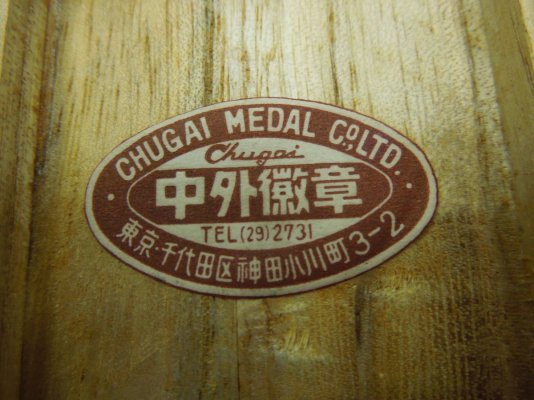 CHUGAI MEDAL CO., LTD.
Chugai
中外徽章
TEL(29)2731
東京・千代田区神田小川町3-2